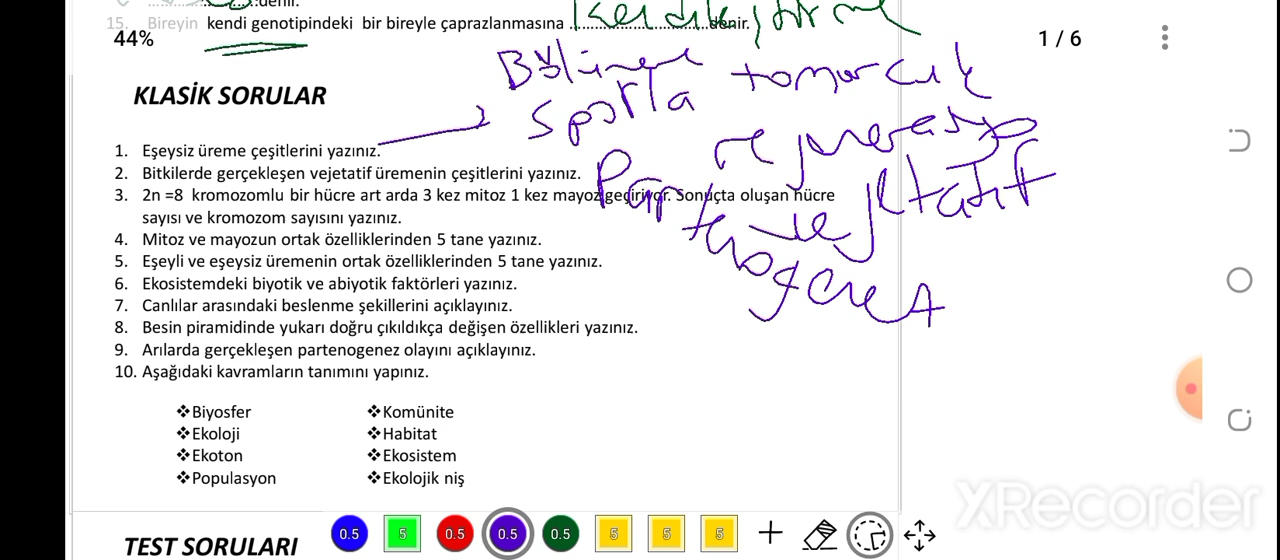 denir.
15. Bireyin kendi genotipindeki bir bireyle çaprazlanmasına ........................denir.
44%
1 / 6
Bölünme
Sporla tomurcuk
KLASİK SORULAR
rejenerasyo
vejetatif
Partenogenez
1. Eşeysiz üreme çeşitlerini yazınız.
2. Bitkilerde gerçekleşen vejetatif üremenin çeşitlerini yazınız.
3. 2n =8 kromozomlu bir hücre art arda 3 kez mitoz 1 kez mayoz geçiriyor. Sonuçta oluşan hücre
sayısı ve kromozom sayısını yazınız.
4. Mitoz ve mayozun ortak özelliklerinden 5 tane yazınız.
5. Eşeyli ve eşeysiz üremenin ortak özelliklerinden 5 tane yazınız.
6. Ekosistemdeki biyotik ve abiyotik faktörleri yazınız.
7. Canlılar arasındaki beslenme şekillerini açıklayınız.
8. Besin piramidinde yukarı doğru çıkıldıkça değişen özellikleri yazınız.
9. Arılarda gerçekleşen partenogenez olayını açıklayınız.
10. Aşağıdaki kavramların tanımını yapınız.
❖Biyosfer ❖Komünite
❖Ekoloji ❖Habitat
❖Ekoton ❖Ekosistem
❖Populasyon ❖Ekolojik niş
XRecorder
TEST SORULARI
0.5 5 0.5 0.5 0.5 5 5 5